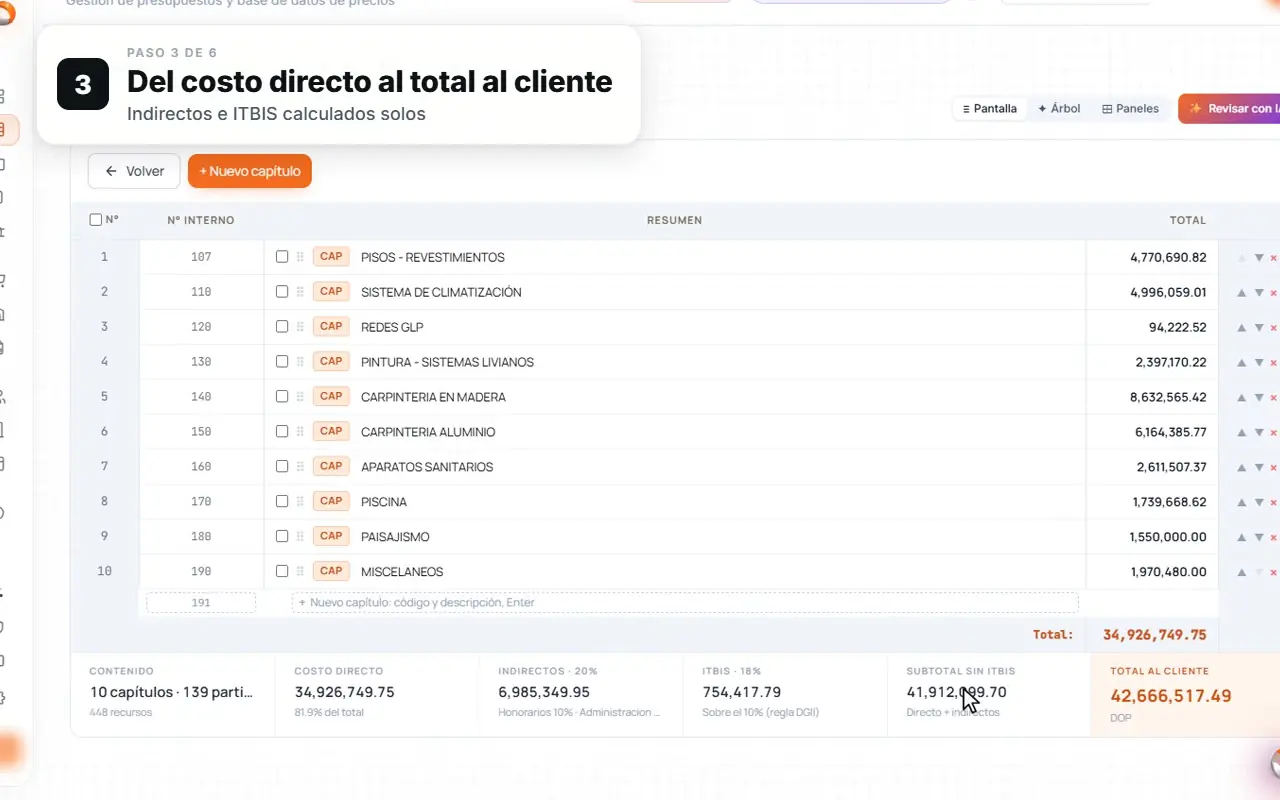 Gestión de presupuestos y base de datos de precios
PASO 3 DE 6
3
Del costo directo al total al cliente
Indirectos e ITBIS calculados solos
Pantalla
Árbol
Paneles
Revisar con
← Volver
+ Nuevo capítulo
Nº Nº INTERNO RESUMEN TOTAL
1 107 CAP PISOS - REVESTIMIENTOS 4,770,690.82
2 110 CAP SISTEMA DE CLIMATIZACIÓN 4,996,059.01
3 120 CAP REDES GLP 94,222.52
4 130 CAP PINTURA - SISTEMAS LIVIANOS 2,397,170.22
5 140 CAP CARPINTERIA EN MADERA 8,632,565.42
6 150 CAP CARPINTERIA ALUMINIO 6,164,385.77
7 160 CAP APARATOS SANITARIOS 2,611,507.37
8 170 CAP PISCINA 1,739,668.62
9 180 CAP PAISAJISMO 1,550,000.00
10 190 CAP MISCELANEOS 1,970,480.00
191 + Nuevo capítulo: código y descripción, Enter
Total: 34,926,749.75
CONTENIDO
10 capítulos · 139 parti...
448 recursos
COSTO DIRECTO
34,926,749.75
81.9% del total
INDIRECTOS · 20%
6,985,349.95
Honorarios 10% · Administracion ...
ITBIS · 18%
754,417.79
Sobre el 10% (regla DGII)
SUBTOTAL SIN ITBIS
41,912,099.70
Directo + indirectos
TOTAL AL CLIENTE
42,666,517.49
DOP